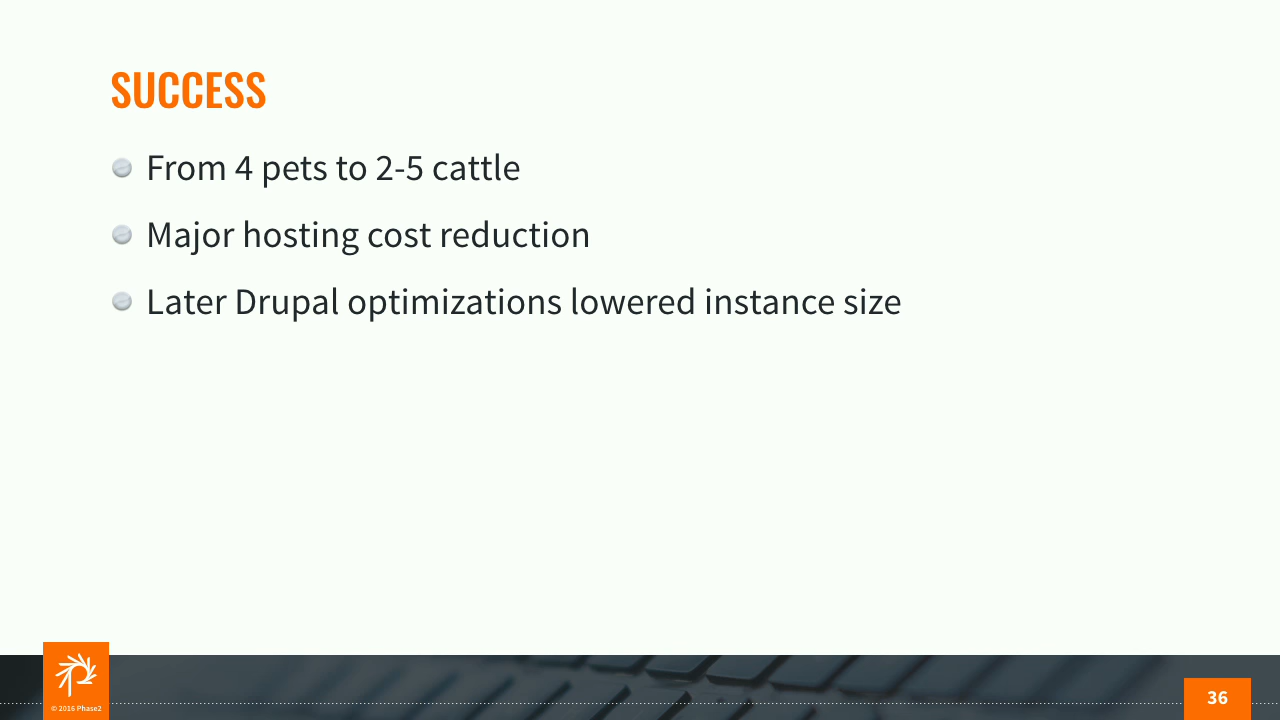 SUCCESS
From 4 pets to 2-5 cattle
Major hosting cost reduction
Later Drupal optimizations lowered instance size
© 2016 Phase2
36